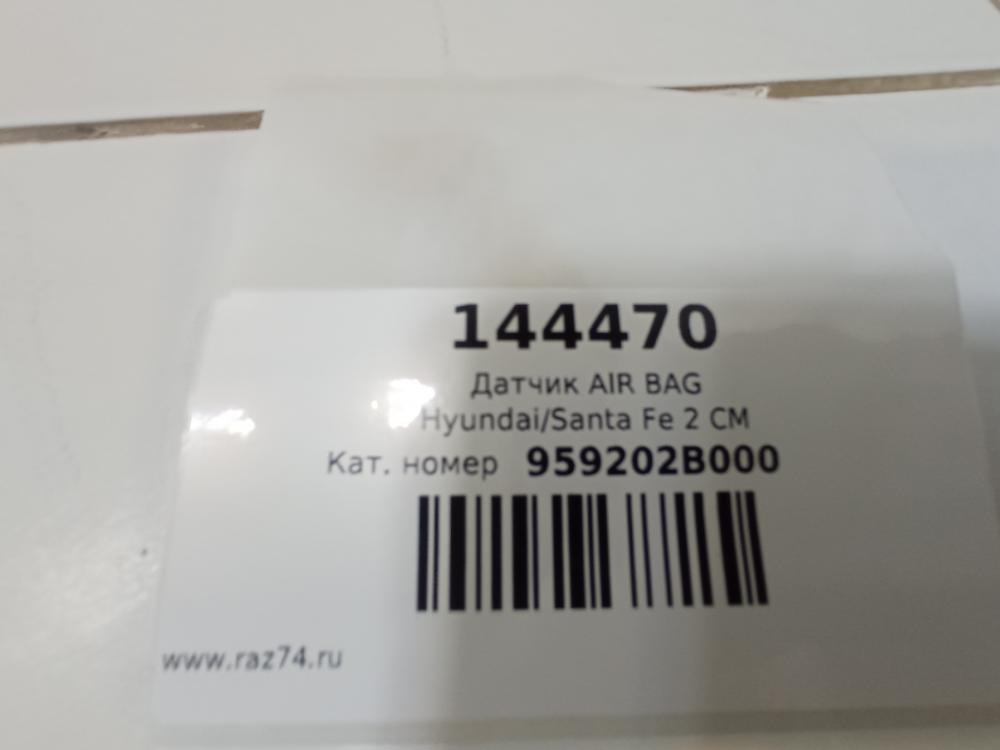 144470
Датчик AIR BAG
Hyundai/Santa Fe 2 CM
Кат. номер 959202B000
www.raz74.ru